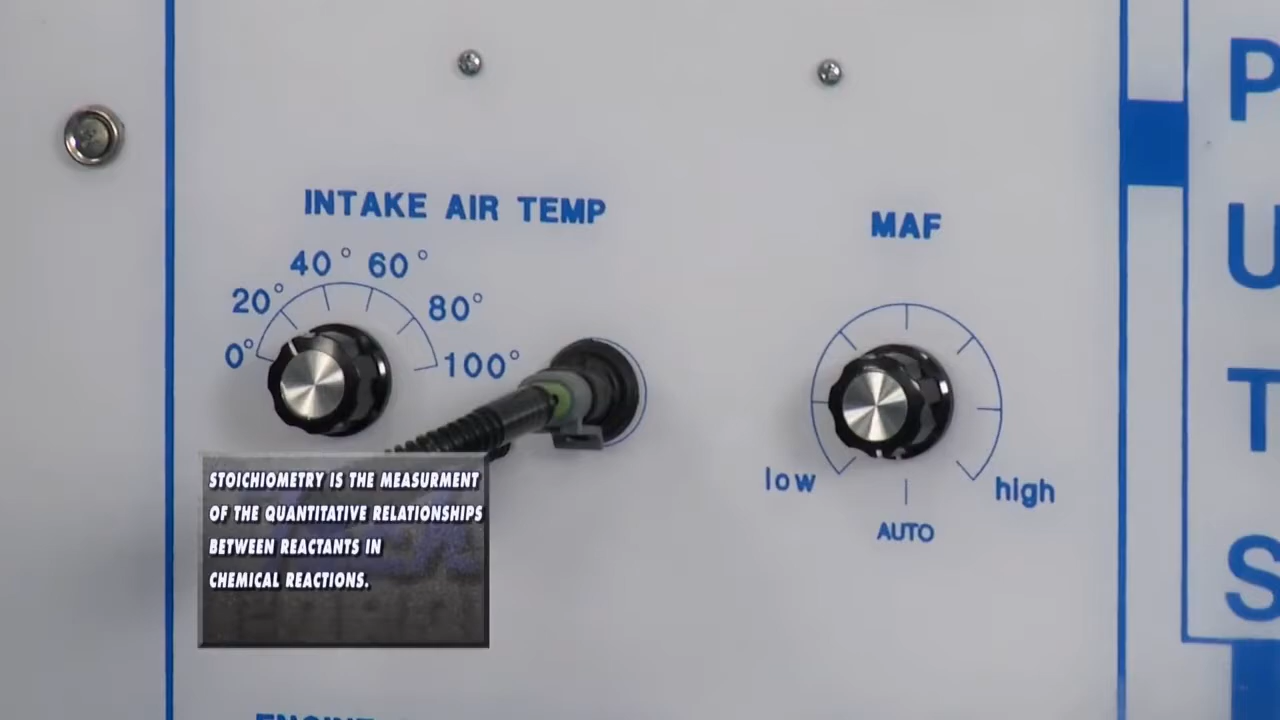 INTAKE AIR TEMP
MAF
0°
20°
40°
60°
80°
100°
low
high
AUTO
STOICHIOMETRY IS THE MEASURMENT
OF THE QUANTITATIVE RELATIONSHIPS
BETWEEN REACTANTS IN
CHEMICAL REACTIONS.
P
U
T
S